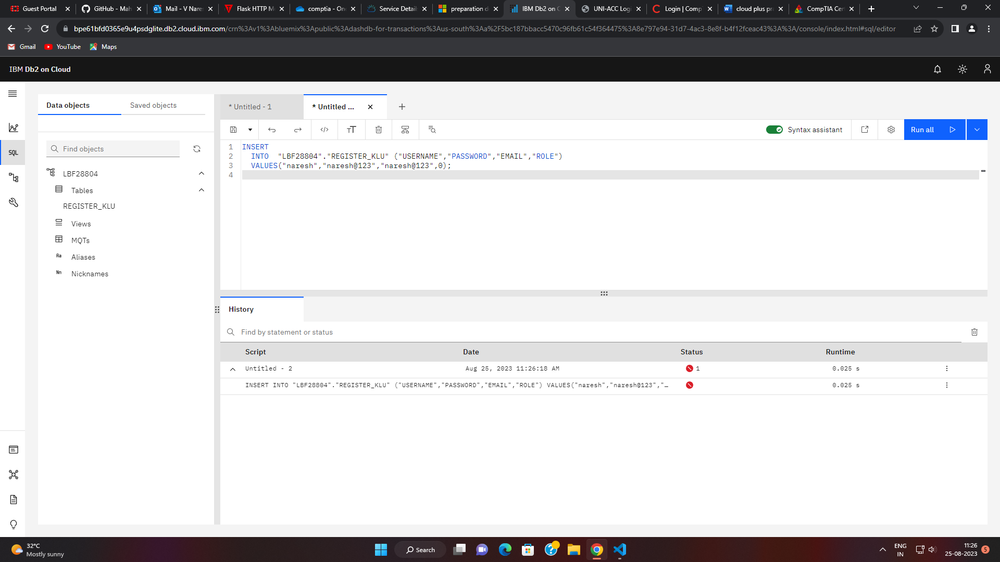 Guest Portal
GitHub - Mah
Mail - V Nares
Flask HTTP M
comptia - One
Service Detail
preparation d
IBM Db2 on C
UNI-ACC Logi
Login | Comp
cloud plus pra
CompTIA Cer
bpe61bfd0365e9u4psdglite.db2.cloud.ibm.com/crn%3Av1%3Abluemix%3Apublic%3Adashdb-for-transactions%3Aus-south%3Aa%2F5bc187bbacc5470c96fb61c54f364475%3A8e797e94-31d7-4ac3-8e8f-b4f12fceac43%3A%3A/console/index.html#sql/editor
Gmail
YouTube
Maps
IBM Db2 on Cloud
SQL
Data objects
Saved objects
Find objects
LBF28804
Tables
REGISTER_KLU
Views
MQTs
Aa Aliases
Nn Nicknames
* Untitled - 1
* Untitled ...
Syntax assistant
Run all
1 INSERT
2 INTO "LBF28804"."REGISTER_KLU" ("USERNAME","PASSWORD","EMAIL","ROLE")
3 VALUES("naresh","naresh@123","naresh@123",0);
4
History
Find by statement or status
Script Date Status Runtime
Untitled - 2 Aug 25, 2023 11:26:18 AM 1 0.025 s
INSERT INTO "LBF28804"."REGISTER_KLU" ("USERNAME","PASSWORD","EMAIL","ROLE") VALUES("naresh","naresh@123","… 0.025 s
32°C
Mostly sunny
Search
ENG
IN
11:26
25-08-2023
5